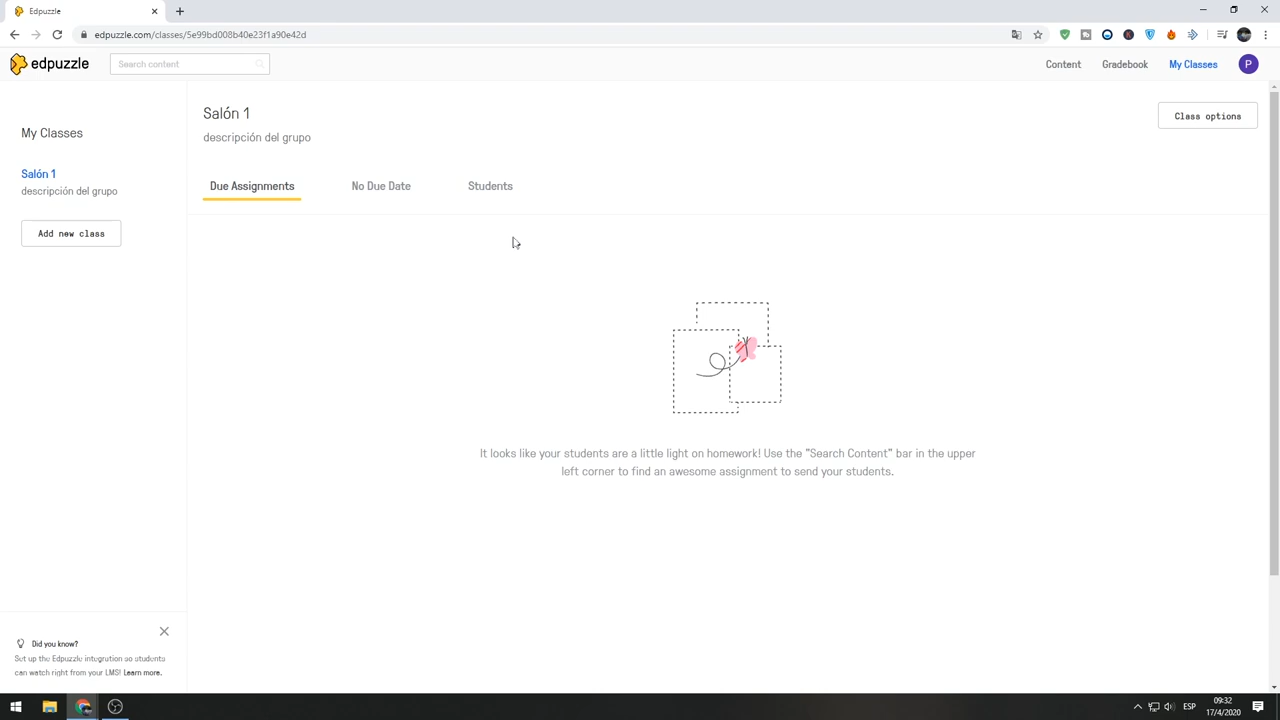 Edpuzzle
edpuzzle.com/classes/5e99bd008b40e23f1a90e42d
edpuzzle
Search content
Content
Gradebook
My Classes
P
My Classes
Salón 1
descripción del grupo
Add new class
Salón 1
descripción del grupo
Class options
Due Assignments
No Due Date
Students
It looks like your students are a little light on homework! Use the "Search Content" bar in the upper
left corner to find an awesome assignment to send your students.
Did you know?
Set up the Edpuzzle integration so students
can watch right from your LMS! Learn more.
ESP
09:32
17/4/2020